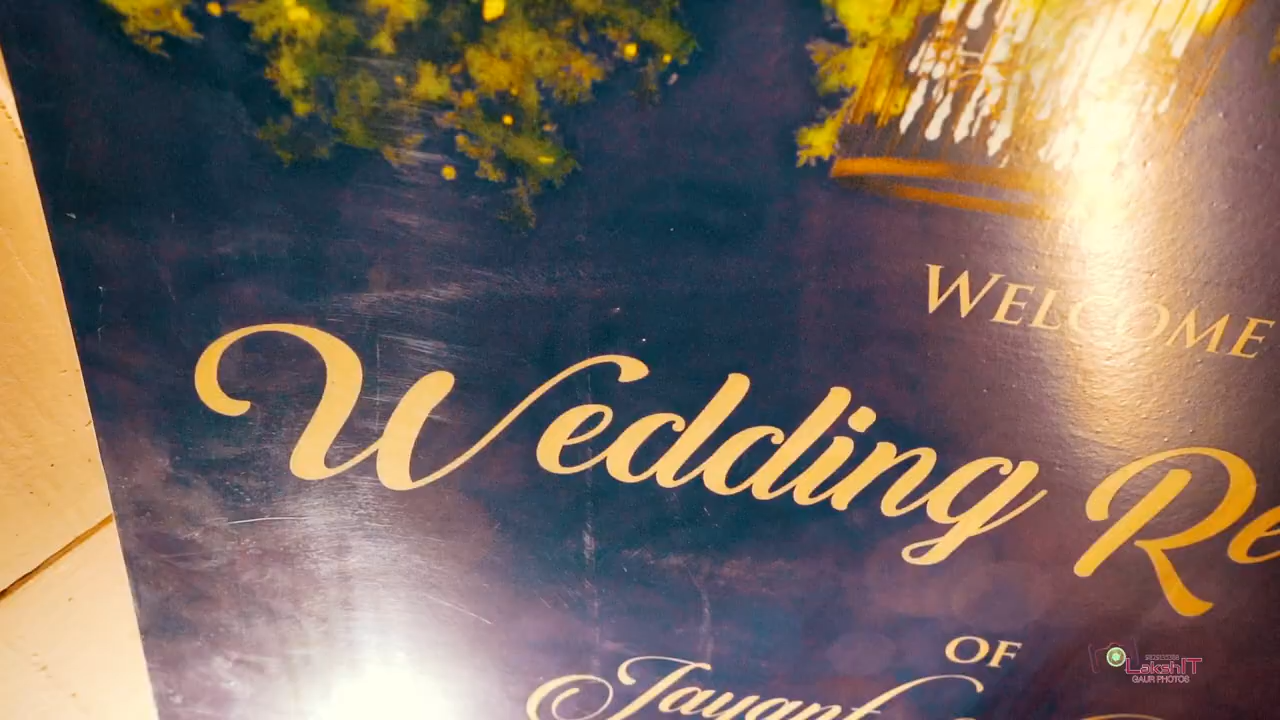 WELCOME
Wedding Re
OF
Jayant
LakshIT
GAUR PHOTOS